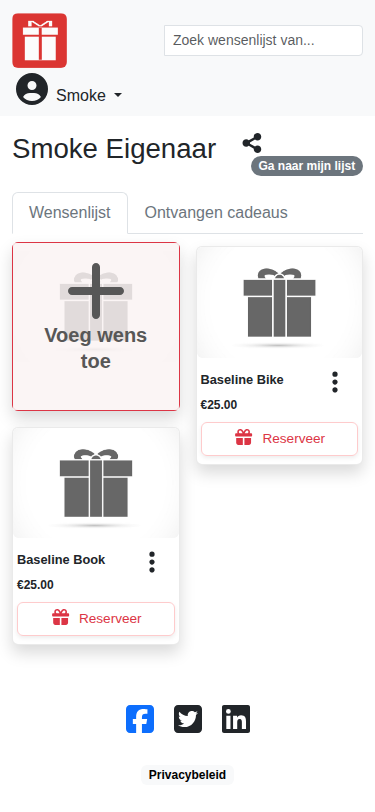 Zoek wensenlijst van...
Smoke
Smoke Eigenaar
Ga naar mijn lijst
Wensenlijst
Ontvangen cadeaus
Voeg wens
toe
Baseline Bike
€25.00
Reserveer
Baseline Book
€25.00
Reserveer
Privacybeleid